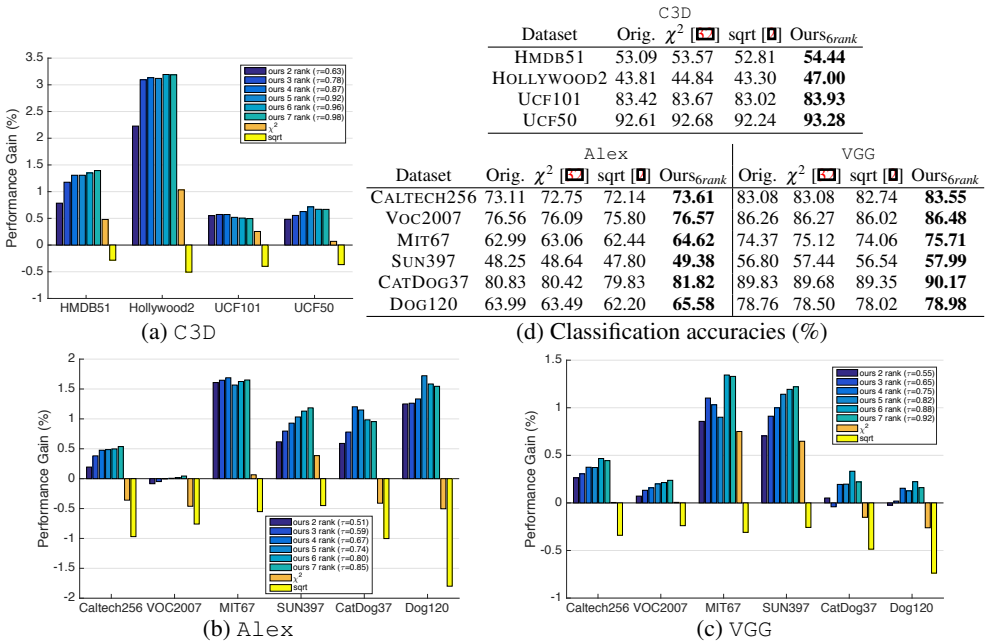 3.5
3
2.5
2
1.5
1
0.5
0
-0.5
-1
Performance Gain (%)
ours 2 rank (τ=0.63)
ours 3 rank (τ=0.78)
ours 4 rank (τ=0.87)
ours 5 rank (τ=0.92)
ours 6 rank (τ=0.96)
ours 7 rank (τ=0.98)
χ²
sqrt
HMDB51 Hollywood2 UCF101 UCF50
(a) C3D
C3D
Dataset Orig. χ² [32] sqrt [] Ours6rank
HMDB51 53.09 53.57 52.81 54.44
HOLLYWOOD2 43.81 44.84 43.30 47.00
UCF101 83.42 83.67 83.02 83.93
UCF50 92.61 92.68 92.24 93.28
Alex VGG
Dataset Orig. χ² [32] sqrt [] Ours6rank Orig. χ² [32] sqrt [] Ours6rank
CALTECH256 73.11 72.75 72.14 73.61 83.08 83.08 82.74 83.55
VOC2007 76.56 76.09 75.80 76.57 86.26 86.27 86.02 86.48
MIT67 62.99 63.06 62.44 64.62 74.37 75.12 74.06 75.71
SUN397 48.25 48.64 47.80 49.38 56.80 57.44 56.54 57.99
CATDOG37 80.83 80.42 79.83 81.82 89.83 89.68 89.35 90.17
DOG120 63.99 63.49 62.20 65.58 78.76 78.50 78.02 78.98
(d) Classification accuracies (%)
2
1.5
1
0.5
0
-0.5
-1
-1.5
-2
Performance Gain (%)
ours 2 rank (τ=0.51)
ours 3 rank (τ=0.59)
ours 4 rank (τ=0.67)
ours 5 rank (τ=0.74)
ours 6 rank (τ=0.80)
ours 7 rank (τ=0.85)
χ²
sqrt
Caltech256 VOC2007 MIT67 SUN397 CatDog37 Dog120
(b) Alex
1.5
1
0.5
0
-0.5
-1
Performance Gain (%)
ours 2 rank (τ=0.55)
ours 3 rank (τ=0.65)
ours 4 rank (τ=0.75)
ours 5 rank (τ=0.82)
ours 6 rank (τ=0.88)
ours 7 rank (τ=0.92)
χ²
sqrt
Caltech256 VOC2007 MIT67 SUN397 CatDog37 Dog120
(c) VGG